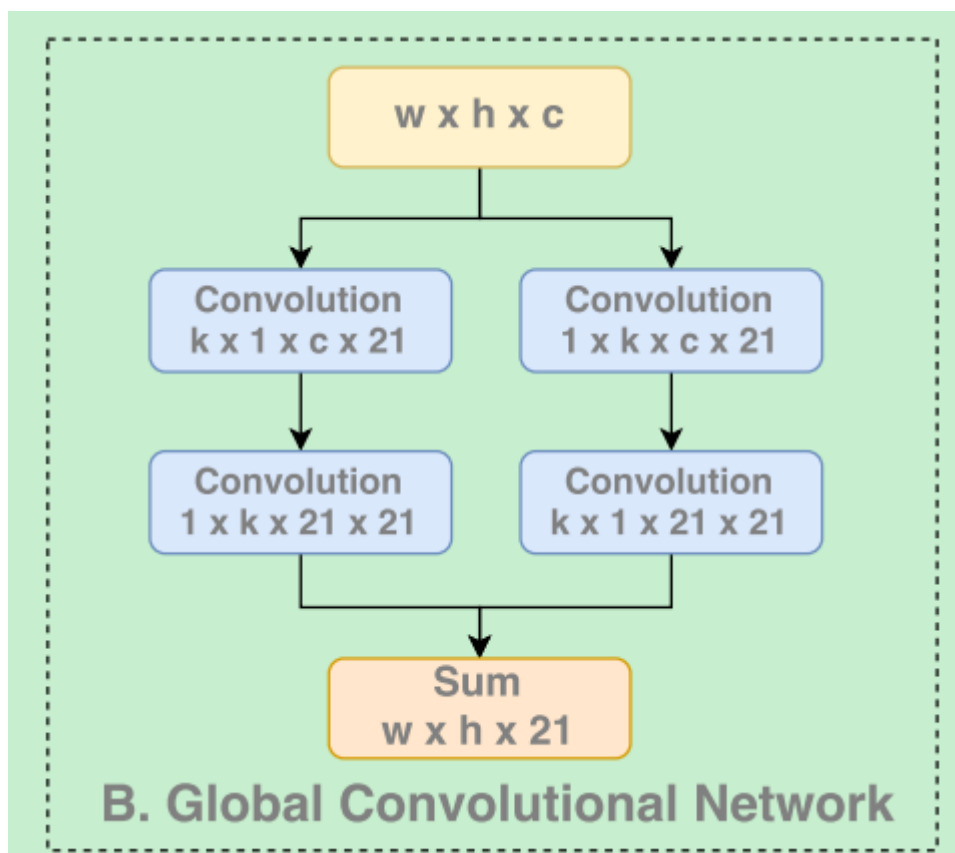 w x h x c
Convolution
k x 1 x c x 21
Convolution
1 x k x c x 21
Convolution
1 x k x 21 x 21
Convolution
k x 1 x 21 x 21
Sum
w x h x 21
B. Global Convolutional Network